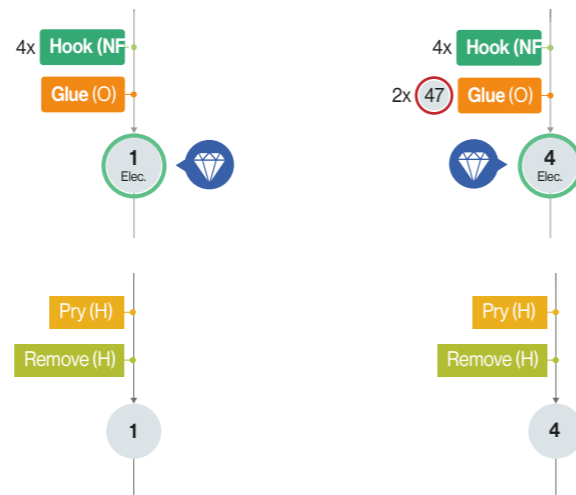 4x Hook (NF
Glue (O)
1
Elec.
4x Hook (NF
2x 47 Glue (O)
4
Elec.
Pry (H)
Remove (H)
1
Pry (H)
Remove (H)
4